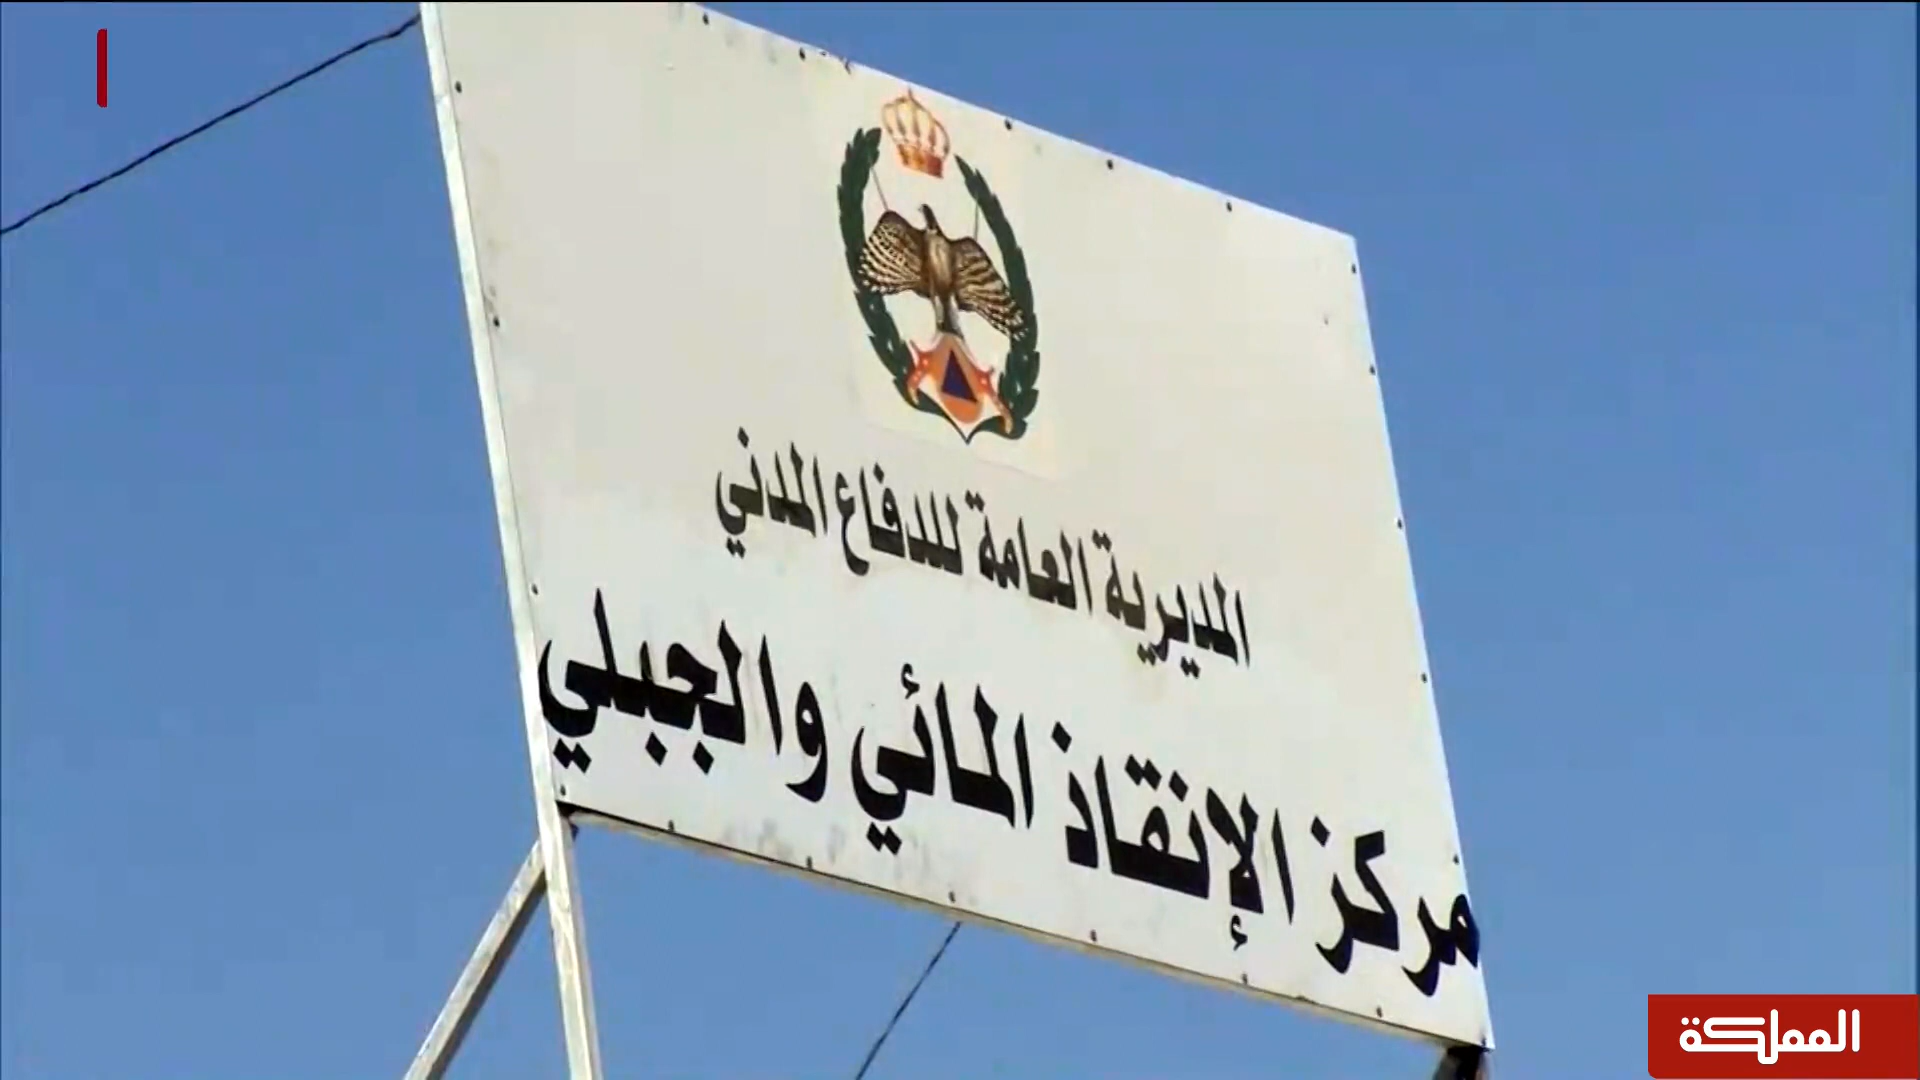 المديرية العامة للدفاع المدني
مركز الإنقاذ المائي والجبلي
المملكة